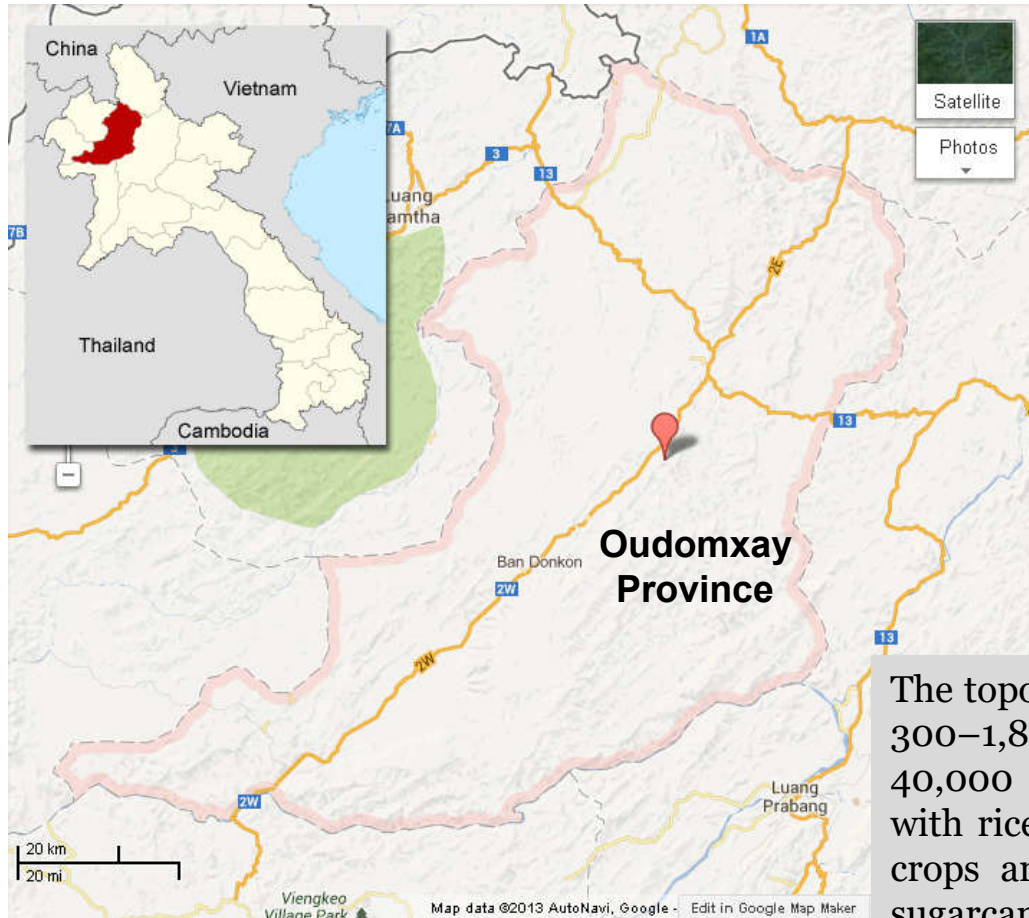 China
Vietnam
Thailand
Cambodia
1A
Satellite
Photos
7A
3
13
Luang
amtha
7B
2E
13
3
Oudomxay
Province
Ban Donkon
2W
2W
13
2W
Luang
Prabang
20 km
20 mi
Viengkeo
Village Park
Map data ©2013 AutoNavi, Google - Edit in Google Map Maker
The topo
300–1,8
40,000
with rice
crops an
sugarcan